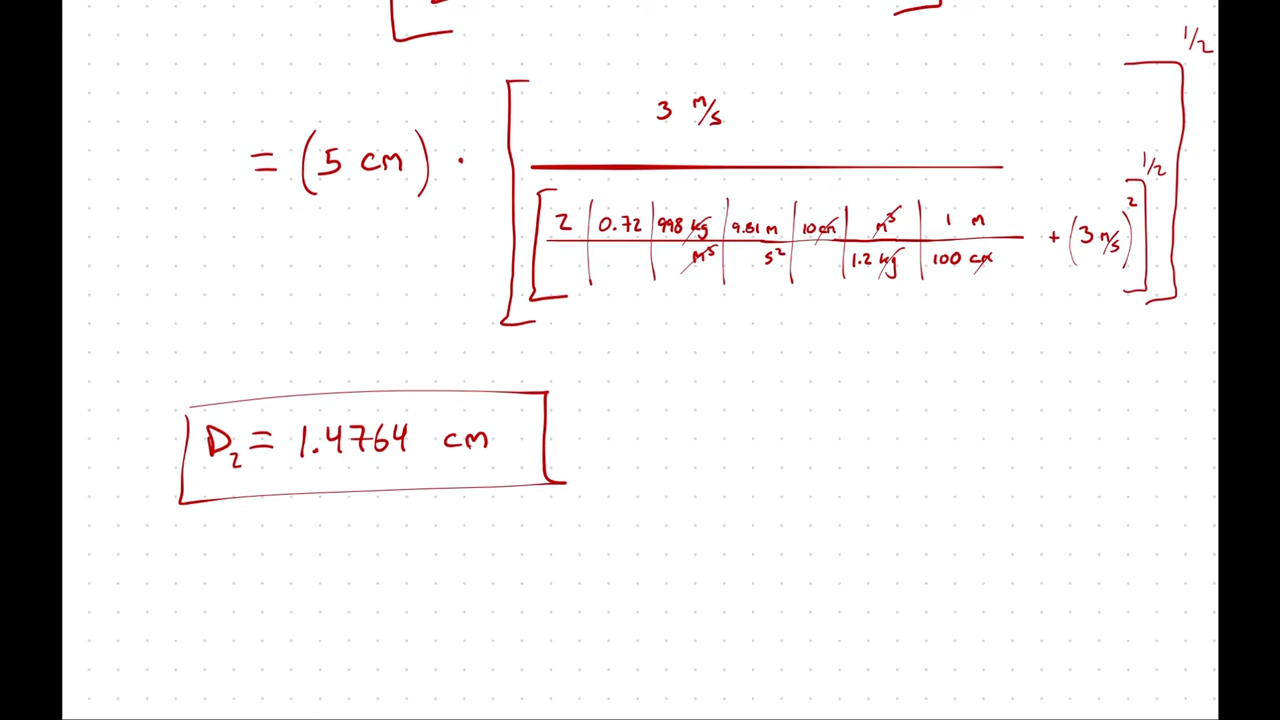 1/2
3 m/s
= (5 cm) ·
1/2
2 | 0.72 | 998 kg | 9.81 m | 10 cm | m³ | 1 m + (3 m/s)²
m³ | s² | 1.2 kg | 100 cm
D₂ = 1.4764 cm